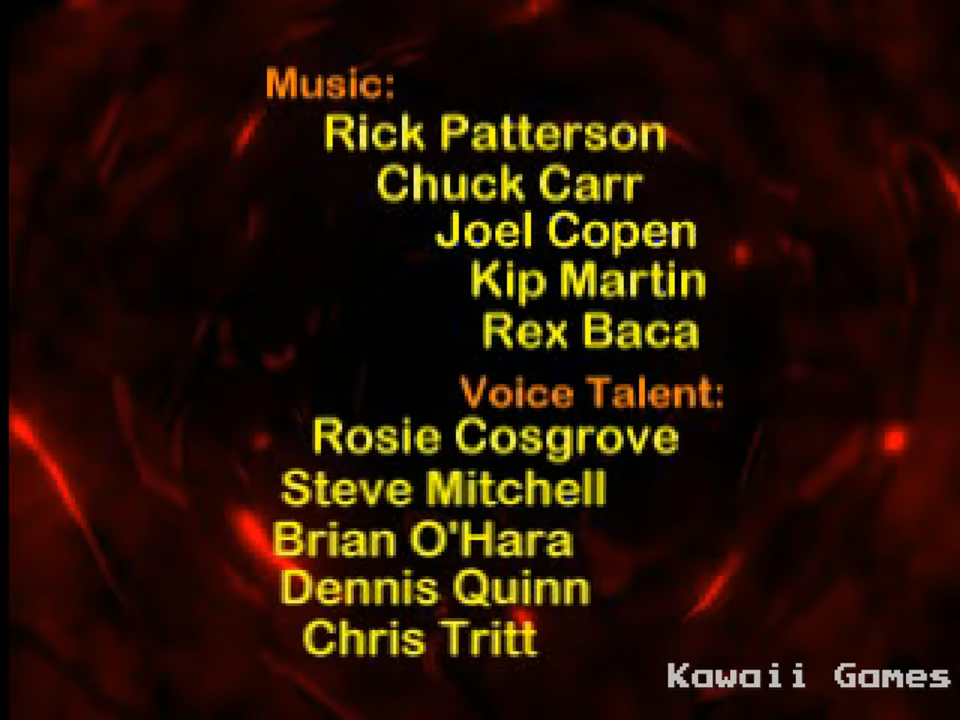 Music:
Rick Patterson
Chuck Carr
Joel Copen
Kip Martin
Rex Baca
Voice Talent:
Rosie Cosgrove
Steve Mitchell
Brian O'Hara
Dennis Quinn
Chris Tritt
Kawaii Games